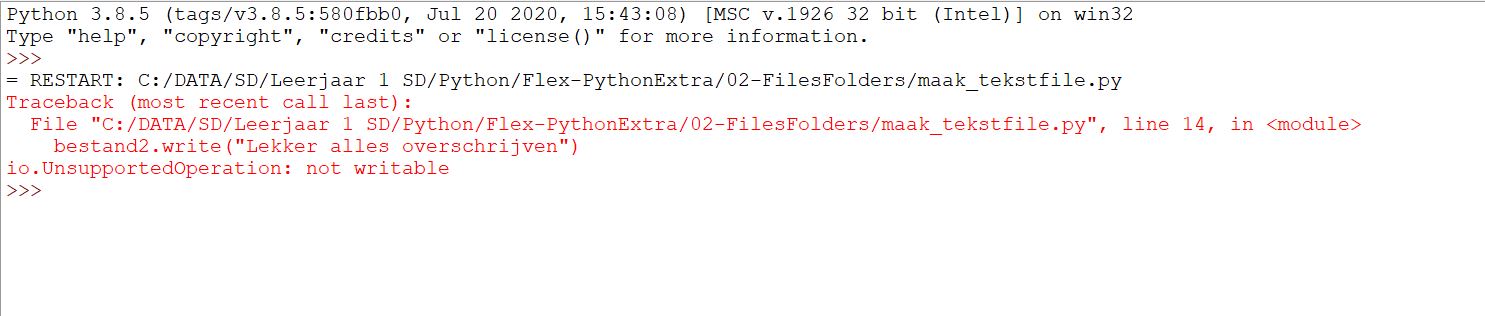 Python 3.8.5 (tags/v3.8.5:580fbb0, Jul 20 2020, 15:43:08) [MSC v.1926 32 bit (Intel)] on win32
Type "help", "copyright", "credits" or "license()" for more information.
>>>
= RESTART: C:/DATA/SD/Leerjaar 1 SD/Python/Flex-PythonExtra/02-FilesFolders/maak_tekstfile.py
Traceback (most recent call last):
  File "C:/DATA/SD/Leerjaar 1 SD/Python/Flex-PythonExtra/02-FilesFolders/maak_tekstfile.py", line 14, in <module>
    bestand2.write("Lekker alles overschrijven")
io.UnsupportedOperation: not writable
>>>